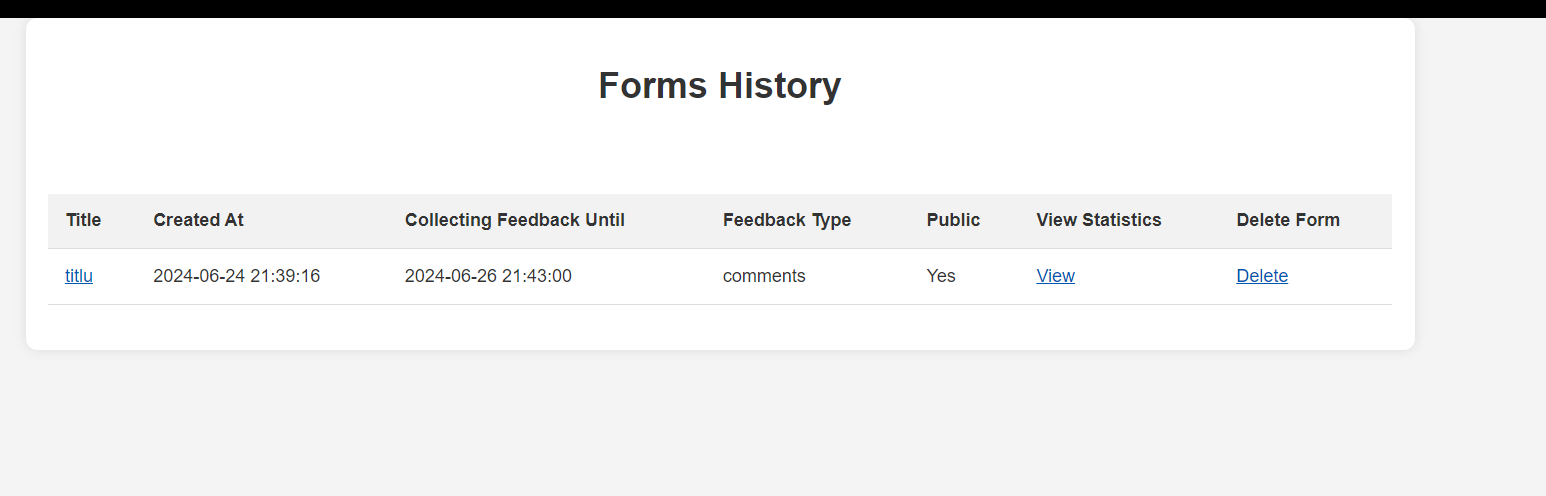 Forms History
Title Created At Collecting Feedback Until Feedback Type Public View Statistics Delete Form
titlu 2024-06-24 21:39:16 2024-06-26 21:43:00 comments Yes View Delete